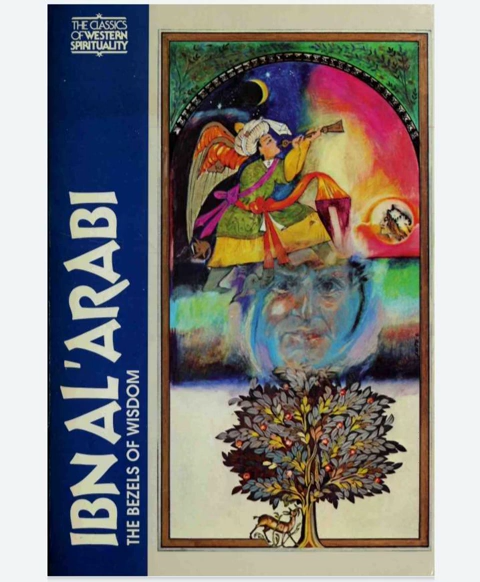 THE CLASSICS
OF WESTERN
SPIRITUALITY
IBN AL'ARABI
THE BEZELS OF WISDOM